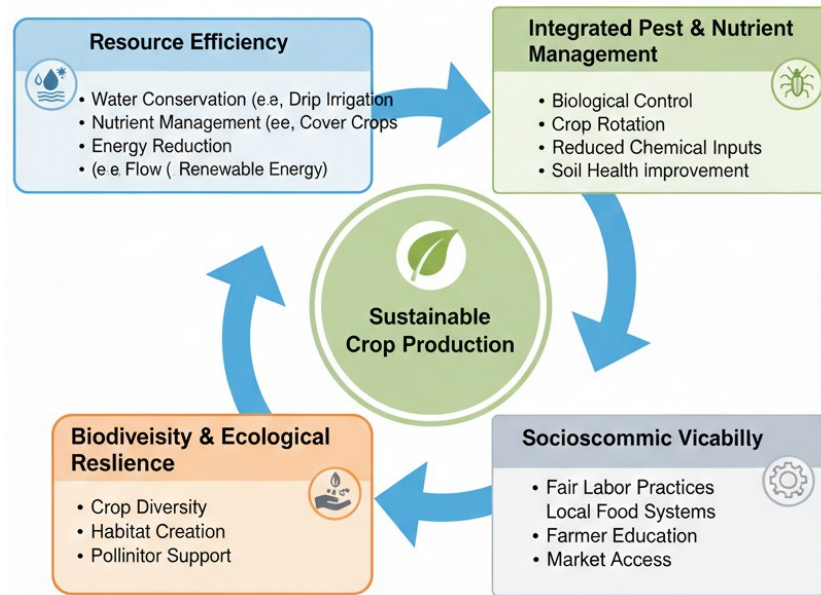 Resource Efficiency
• Water Conservation (e.e, Drip Irrigation
• Nutrient Management (ee, Cover Crops
• Energy Reduction
• (e.e, Flow (. Renewable Energy)
Integrated Pest & Nutrient
Management
• Biological Control
• Crop Rotation
• Reduced Chemical Inputs
• Soil Health improvement
Sustainable
Crop Production
Biodiveisity & Ecological
Reslience
• Crop Diversity
• Habitat Creation
• Pollinitor Support
Socioscommic Vicabilly
• Fair Labor Practices
Local Food Systems
• Farmer Education
• Market Access